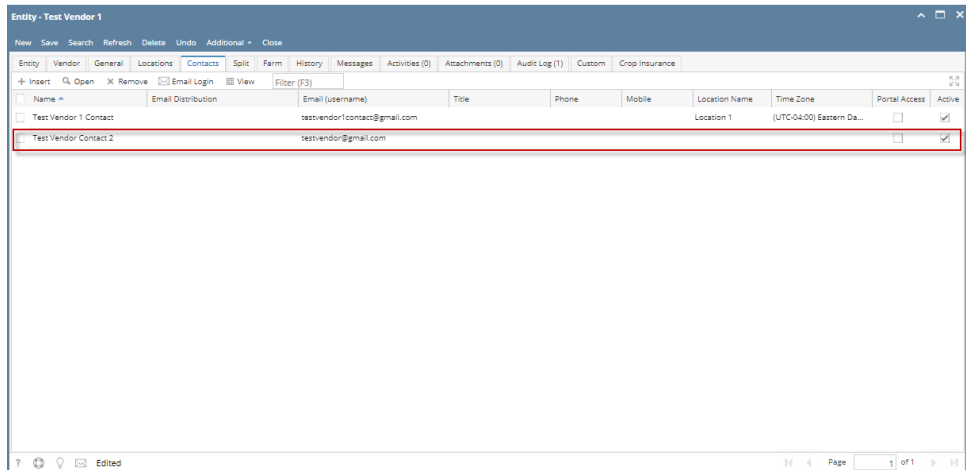 Entity - Test Vendor 1
New Save Search Refresh Delete Undo Additional Close
Entity Vendor General Locations Contacts Split Farm History Messages Activities (0) Attachments (0) Audit Log (1) Custom Crop Insurance
Insert Open Remove Email Login View Filter (F3)
Name Email Distribution Email (username) Title Phone Mobile Location Name Time Zone Portal Access Active
Test Vendor 1 Contact testvendor1contact@gmail.com Location 1 (UTC-04:00) Eastern Da...
Test Vendor Contact 2 testvendor@gmail.com
? Edited Page 1 of 1